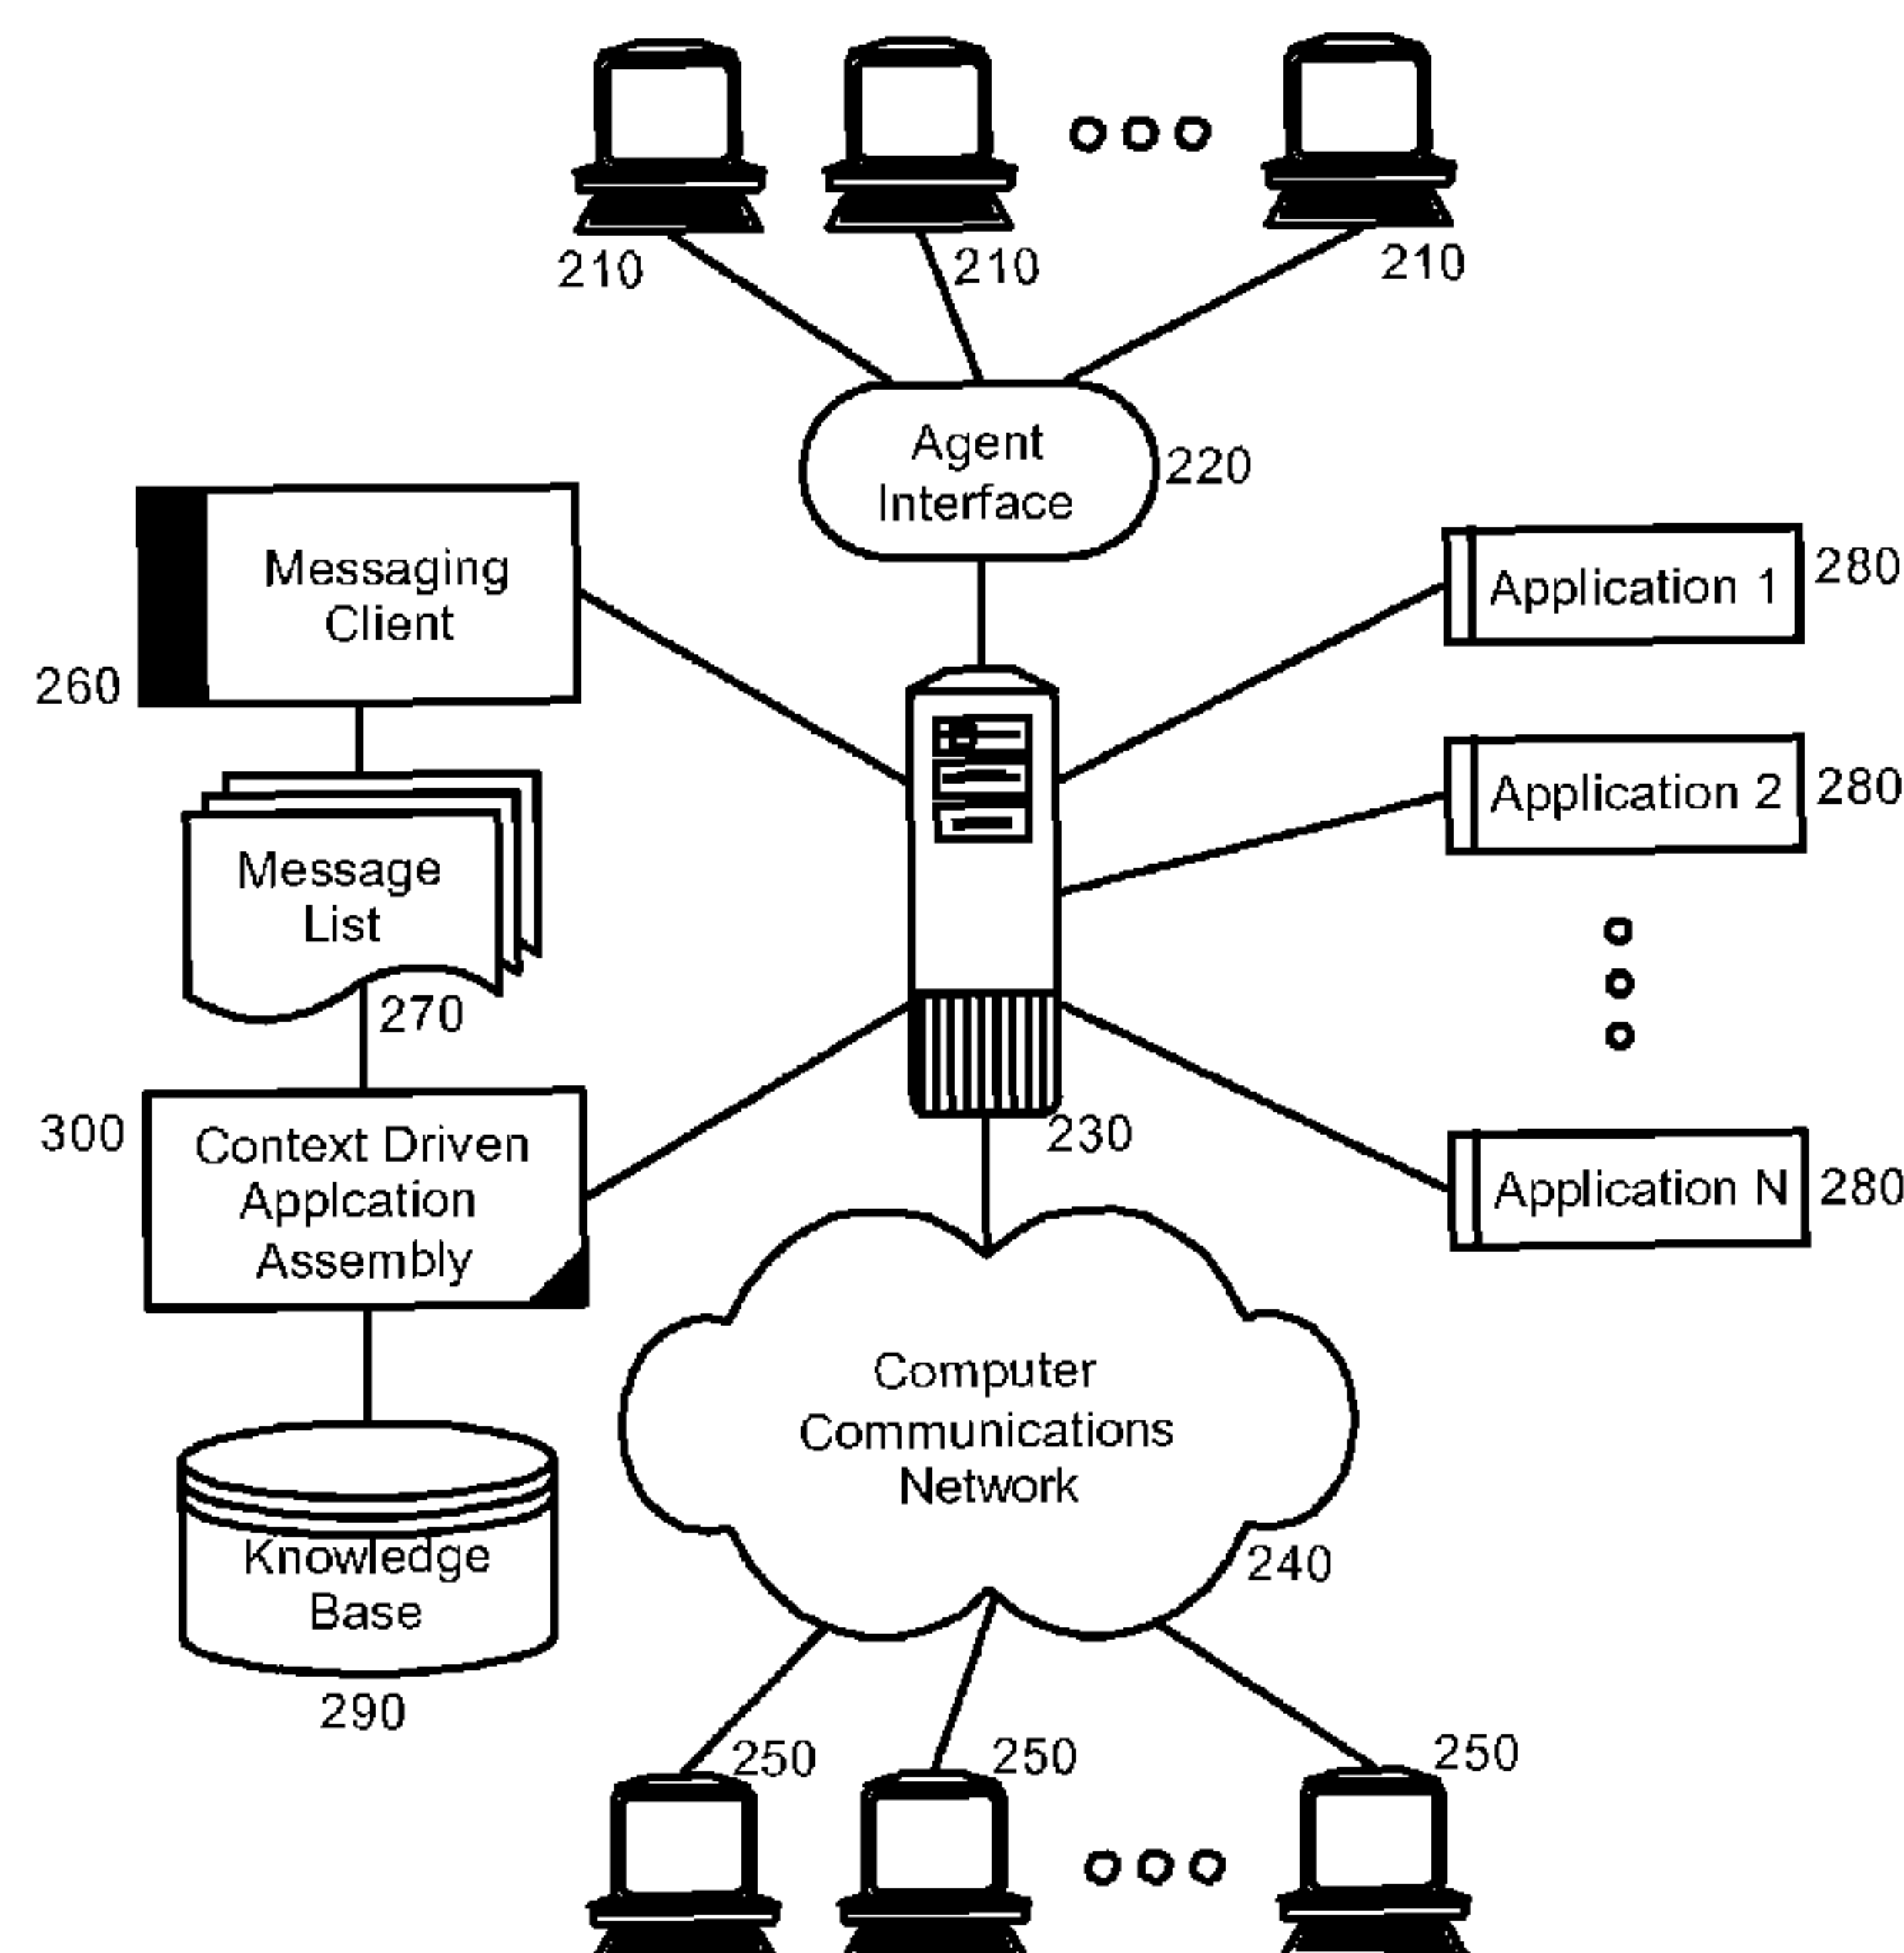 210
210
210
Agent
Interface
220
Messaging
Client
260
Application 1
280
Application 2
280
Message
List
270
230
300
Context Driven
Applcation
Assembly
Application N
280
Computer
Communications
Network
240
Knowledge
Base
290
250
250
250